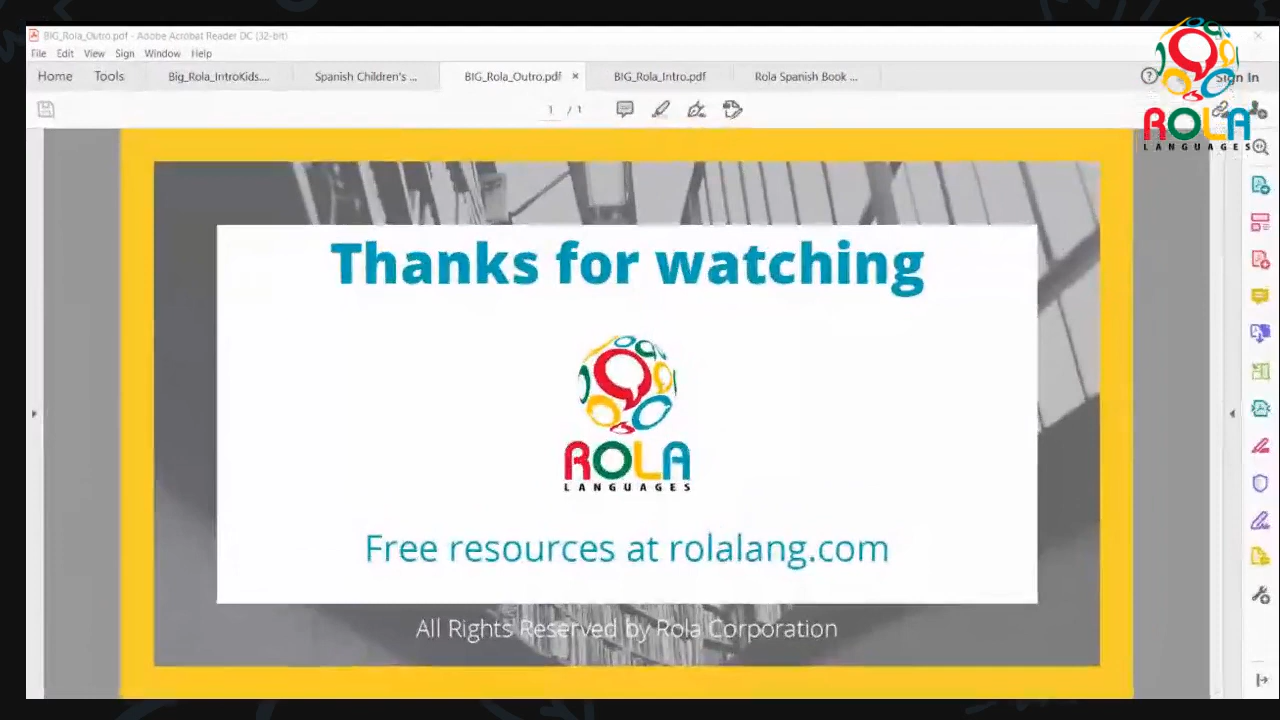 BIG_Rola_Outro.pdf - Adobe Acrobat Reader DC (32-bit)
File Edit View Sign Window Help
Home Tools Big_Rola_IntroKids.... Spanish Children's ... BIG_Rola_Outro.pdf × BIG_Rola_Intro.pdf Rola Spanish Book ... Sign In
1 / 1
ROLA
LANGUAGES
Thanks for watching
ROLA
LANGUAGES
Free resources at rolalang.com
All Rights Reserved by Rola Corporation